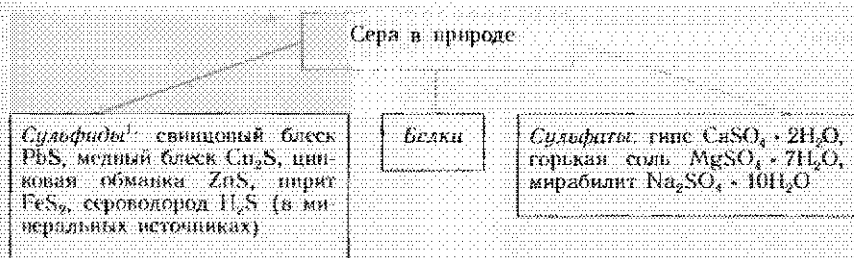 Сера в природе
Сульфиды¹: свинцовый блеск
PbS, медный блеск Cu₂S, цин-
ковая обманка ZnS, пирит
FeS₂, сероводород H₂S (в ми-
неральных источниках)
Белки
Сульфаты: гипс CaSO₄ · 2H₂O,
горькая соль MgSO₄ · 7H₂O,
мирабилит Na₂SO₄ · 10H₂O